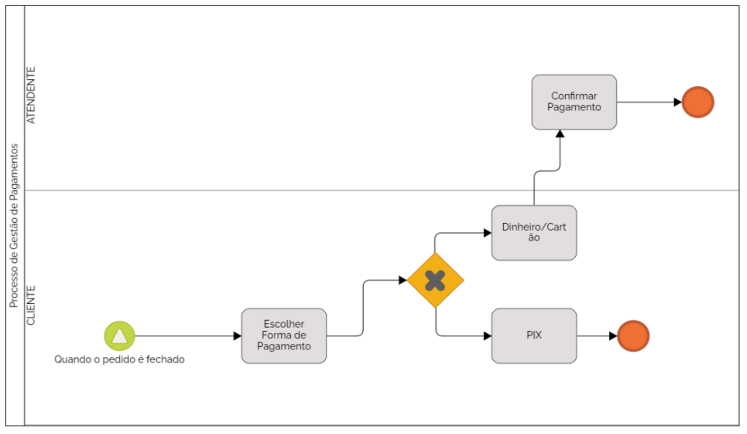 Processo de Gestão de Pagamentos
ATENDENTE
Confirmar
Pagamento
CLIENTE
Dinheiro/Cart
ão
Escolher
Forma de
Pagamento
PIX
Quando o pedido é fechado